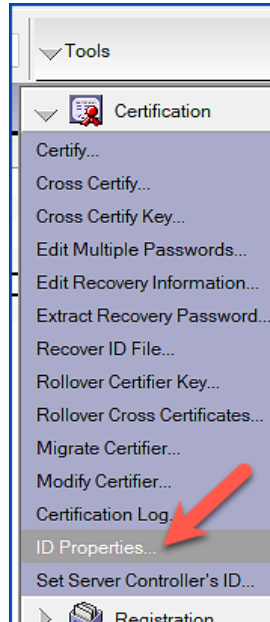 Tools
Certification
Certify...
Cross Certify...
Cross Certify Key...
Edit Multiple Passwords...
Edit Recovery Information...
Extract Recovery Password...
Recover ID File...
Rollover Certifier Key...
Rollover Cross Certificates...
Migrate Certifier...
Modify Certifier...
Certification Log...
ID Properties...
Set Server Controller's ID...
Registration